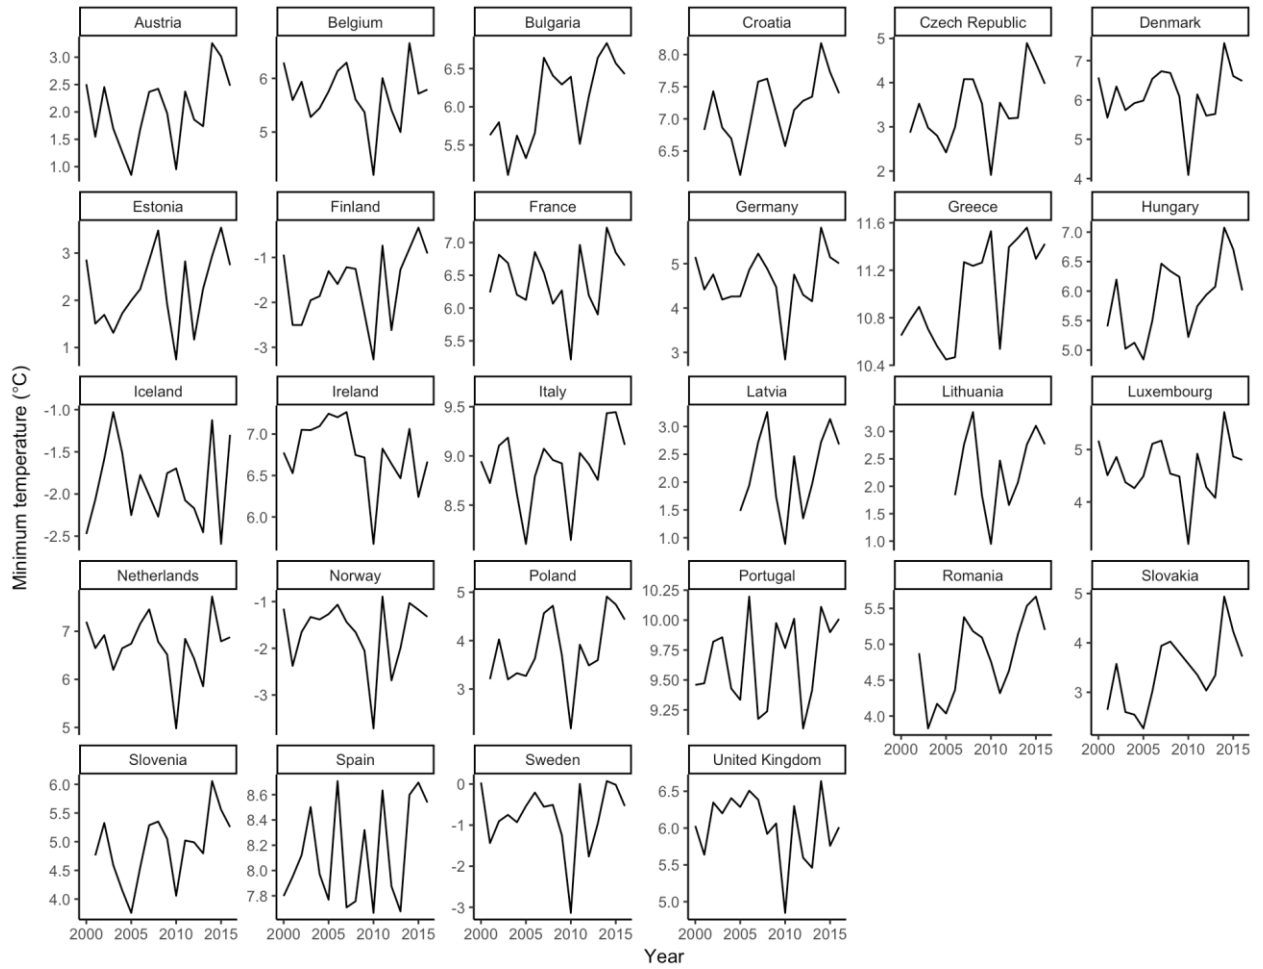 Austria
3.0
2.5
2.0
1.5
1.0
Belgium
6
5
Bulgaria
6.5
6.0
5.5
Croatia
8.0
7.5
7.0
6.5
Czech Republic
5
4
3
2
Denmark
7
6
5
4
Estonia
3
2
1
Finland
-1
-2
-3
France
7.0
6.5
6.0
5.5
Germany
5
4
3
Greece
11.6
11.2
10.8
10.4
Hungary
7.0
6.5
6.0
5.5
5.0
Minimum temperature (°C)
Iceland
-1.0
-1.5
-2.0
-2.5
Ireland
7.0
6.5
6.0
Italy
9.5
9.0
8.5
Latvia
3.0
2.5
2.0
1.5
1.0
Lithuania
3.0
2.5
2.0
1.5
1.0
Luxembourg
5
4
Netherlands
7
6
5
Norway
-1
-2
-3
Poland
5
4
3
Portugal
10.25
10.00
9.75
9.50
9.25
Romania
5.5
5.0
4.5
4.0
2000 2005 2010 2015
Slovakia
5
4
3
2000 2005 2010 2015
Slovenia
6.0
5.5
5.0
4.5
4.0
2000 2005 2010 2015
Spain
8.6
8.4
8.2
8.0
7.8
2000 2005 2010 2015
Sweden
0
-1
-2
-3
2000 2005 2010 2015
United Kingdom
6.5
6.0
5.5
5.0
2000 2005 2010 2015
Year